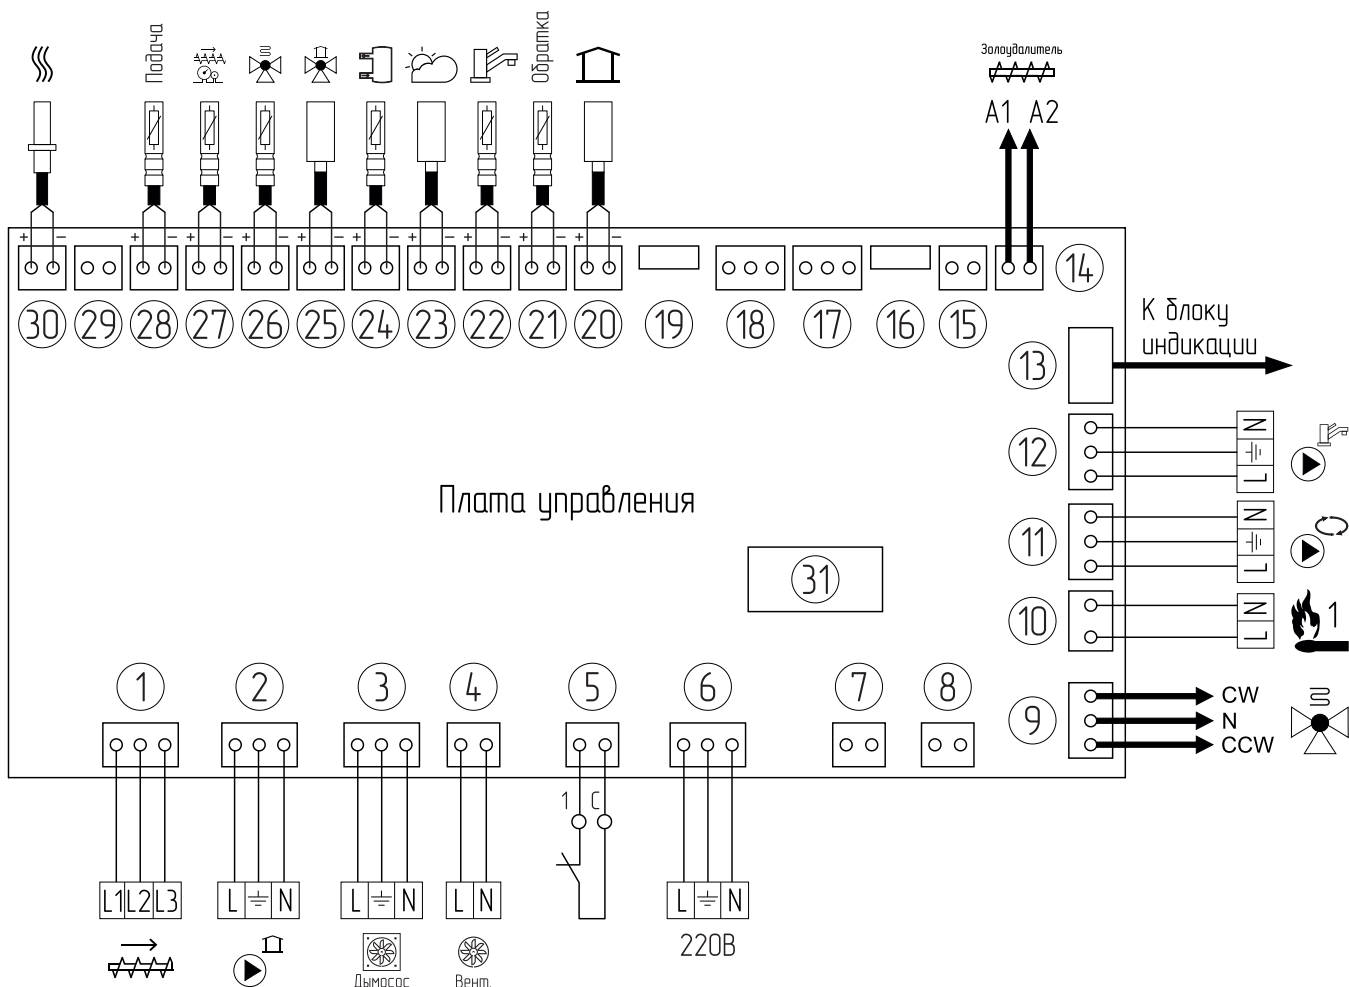 Подача
Обратка
Золоудалитель
A1 A2
+ − + − + − + − + − + − + − + − + − + −
30 29 28 27 26 25 24 23 22 21 20 19 18 17 16 15 14
К блоку
индикации
13
12
N
L
11
N
L
10
N
L
1
9
CW
N
CCW
Плата управления
31
1 2 3 4 5 6 7 8
1 C
L1 L2 L3
L N
L N
L N
L N
220В
Дымосос
Вент.